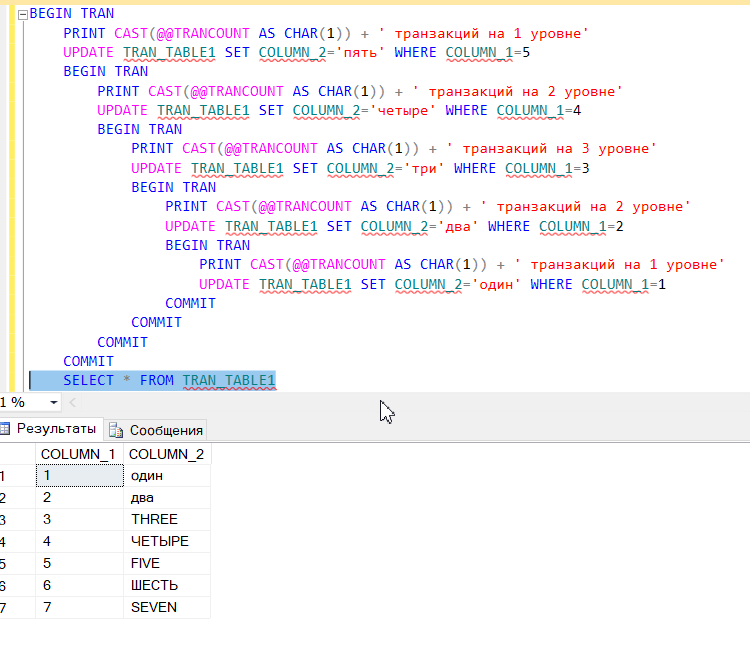 BEGIN TRAN
PRINT CAST(@@TRANCOUNT AS CHAR(1)) + ' транзакций на 1 уровне'
UPDATE TRAN_TABLE1 SET COLUMN_2='пять' WHERE COLUMN_1=5
BEGIN TRAN
PRINT CAST(@@TRANCOUNT AS CHAR(1)) + ' транзакций на 2 уровне'
UPDATE TRAN_TABLE1 SET COLUMN_2='четыре' WHERE COLUMN_1=4
BEGIN TRAN
PRINT CAST(@@TRANCOUNT AS CHAR(1)) + ' транзакций на 3 уровне'
UPDATE TRAN_TABLE1 SET COLUMN_2='три' WHERE COLUMN_1=3
BEGIN TRAN
PRINT CAST(@@TRANCOUNT AS CHAR(1)) + ' транзакций на 2 уровне'
UPDATE TRAN_TABLE1 SET COLUMN_2='два' WHERE COLUMN_1=2
BEGIN TRAN
PRINT CAST(@@TRANCOUNT AS CHAR(1)) + ' транзакций на 1 уровне'
UPDATE TRAN_TABLE1 SET COLUMN_2='один' WHERE COLUMN_1=1
COMMIT
COMMIT
COMMIT
COMMIT
SELECT * FROM TRAN_TABLE1
1 %
Результаты Сообщения
COLUMN_1 COLUMN_2
1 1 один
2 2 два
3 3 THREE
4 4 ЧЕТЫРЕ
5 5 FIVE
6 6 ШЕСТЬ
7 7 SEVEN